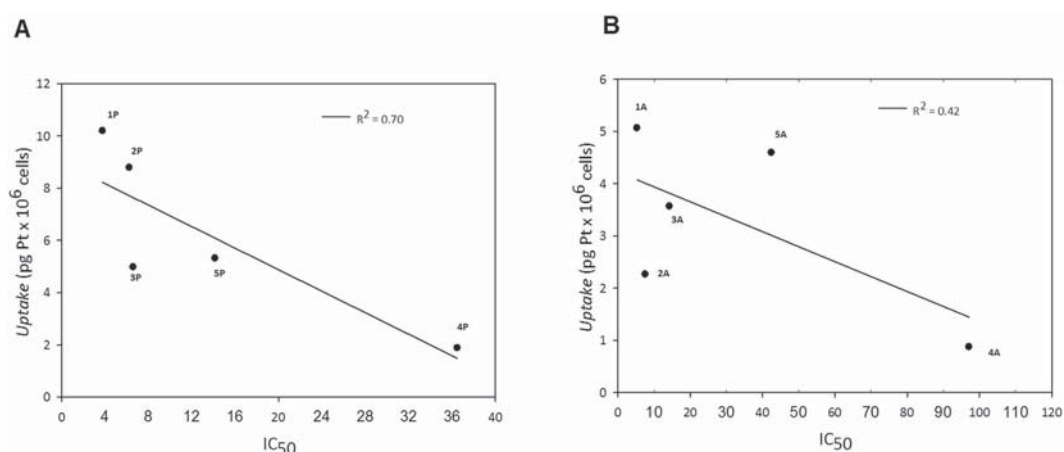 A
12
10
8
6
4
2
0
Uptake (pg Pt x 10^6 cells)
R^2 = 0.70
1P
2P
3P
5P
4P
0 4 8 12 16 20 24 28 32 36 40
IC50
B
6
5
4
3
2
1
0
Uptake (pg Pt x 10^6 cells)
R^2 = 0.42
1A
5A
3A
2A
4A
0 10 20 30 40 50 60 70 80 90 100 110 120
IC50